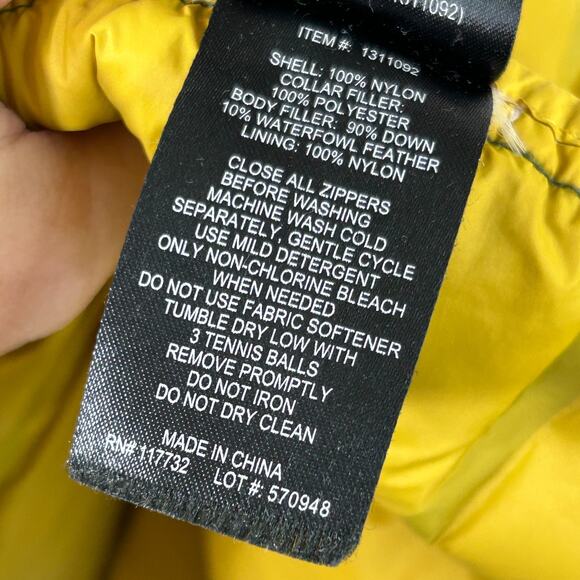 ITEM #: 1311092
SHELL: 100% NYLON
COLLAR FILLER:
100% POLYESTER
BODY FILLER: 90% DOWN
10% WATERFOWL FEATHER
LINING: 100% NYLON
CLOSE ALL ZIPPERS
BEFORE WASHING
MACHINE WASH COLD
SEPARATELY, GENTLE CYCLE
USE MILD DETERGENT
ONLY NON-CHLORINE BLEACH
WHEN NEEDED
DO NOT USE FABRIC SOFTENER
TUMBLE DRY LOW WITH
3 TENNIS BALLS
REMOVE PROMPTLY
DO NOT IRON
DO NOT DRY CLEAN
MADE IN CHINA
RN# 117732 LOT#: 570948